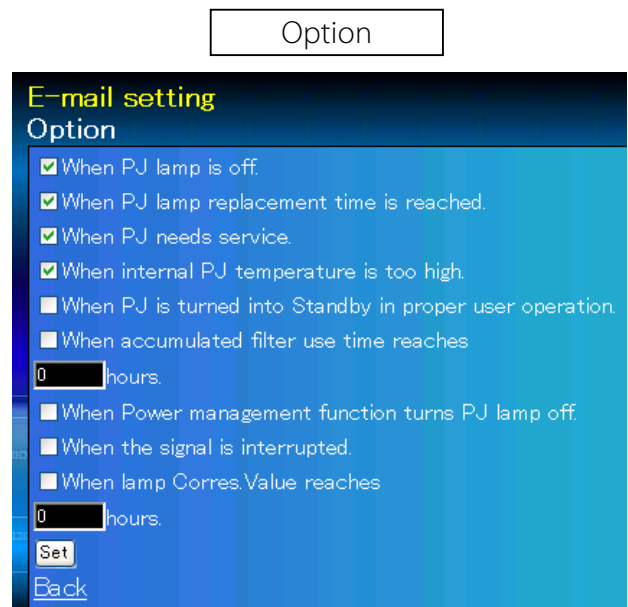 Option
E-mail setting
Option
When PJ lamp is off.
When PJ lamp replacement time is reached.
When PJ needs service.
When internal PJ temperature is too high.
When PJ is turned into Standby in proper user operation.
When accumulated filter use time reaches
0 hours.
When Power management function turns PJ lamp off.
When the signal is interrupted.
When lamp Corres.Value reaches
0 hours.
Set
Back